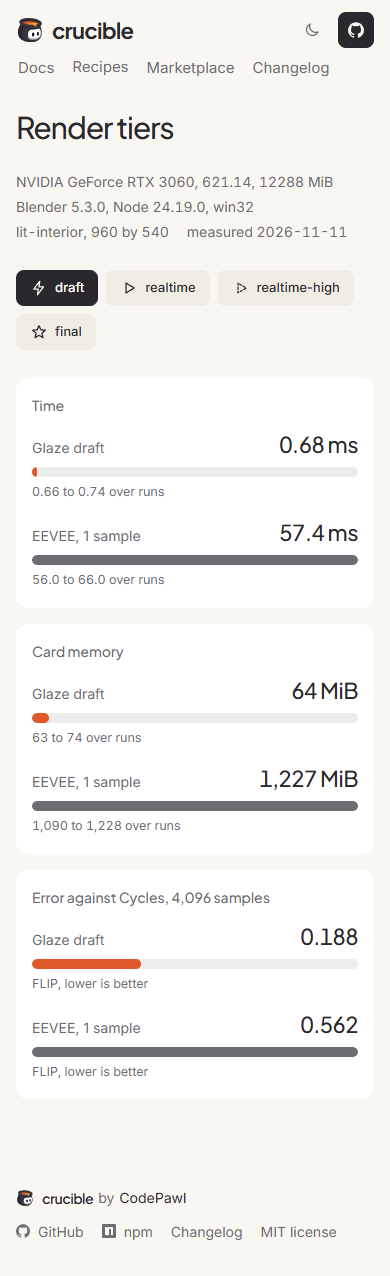 crucible
Docs Recipes Marketplace Changelog
Render tiers
NVIDIA GeForce RTX 3060, 621.14, 12288 MiB
Blender 5.3.0, Node 24.19.0, win32
lit-interior, 960 by 540 measured 2026-11-11
draft realtime realtime-high
final
Time
Glaze draft 0.68 ms
0.66 to 0.74 over runs
EEVEE, 1 sample 57.4 ms
56.0 to 66.0 over runs
Card memory
Glaze draft 64 MiB
63 to 74 over runs
EEVEE, 1 sample 1,227 MiB
1,090 to 1,228 over runs
Error against Cycles, 4,096 samples
Glaze draft 0.188
FLIP, lower is better
EEVEE, 1 sample 0.562
FLIP, lower is better
crucible by CodePawl
GitHub npm Changelog MIT license